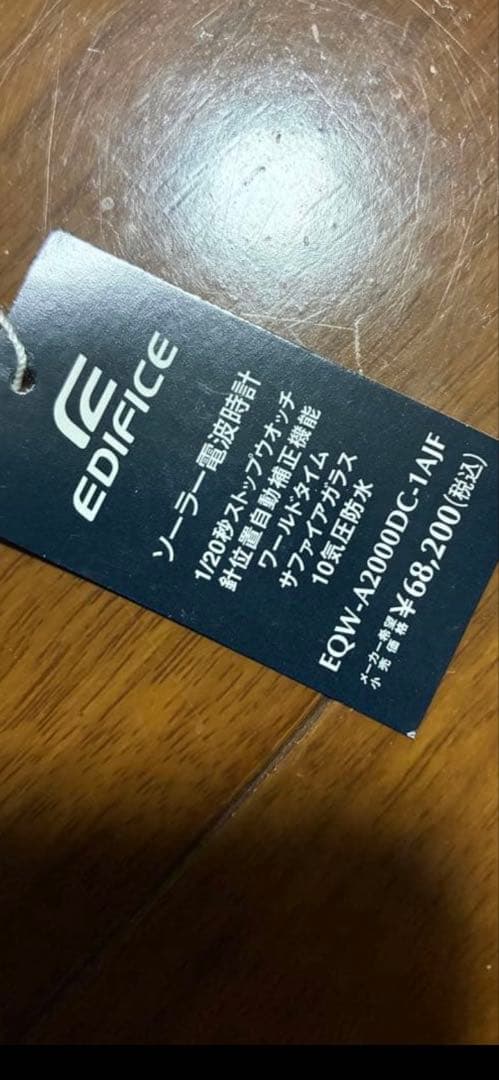 EDIFICE
ソーラー電波時計
1/20秒ストップウオッチ
針位置自動補正機能
ワールドタイム
サファイアガラス
10気圧防水
EQW-A2000DC-1AJF
メーカー希望小売価格 ¥68,200(税込)